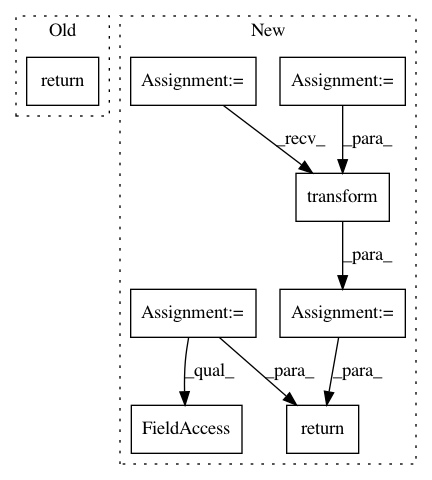 Old
New
return
Assignment:=
Assignment:=
_recv_
_para_
transform
_para_
Assignment:=
Assignment:=
_qual_
_para_
_para_
FieldAccess
return